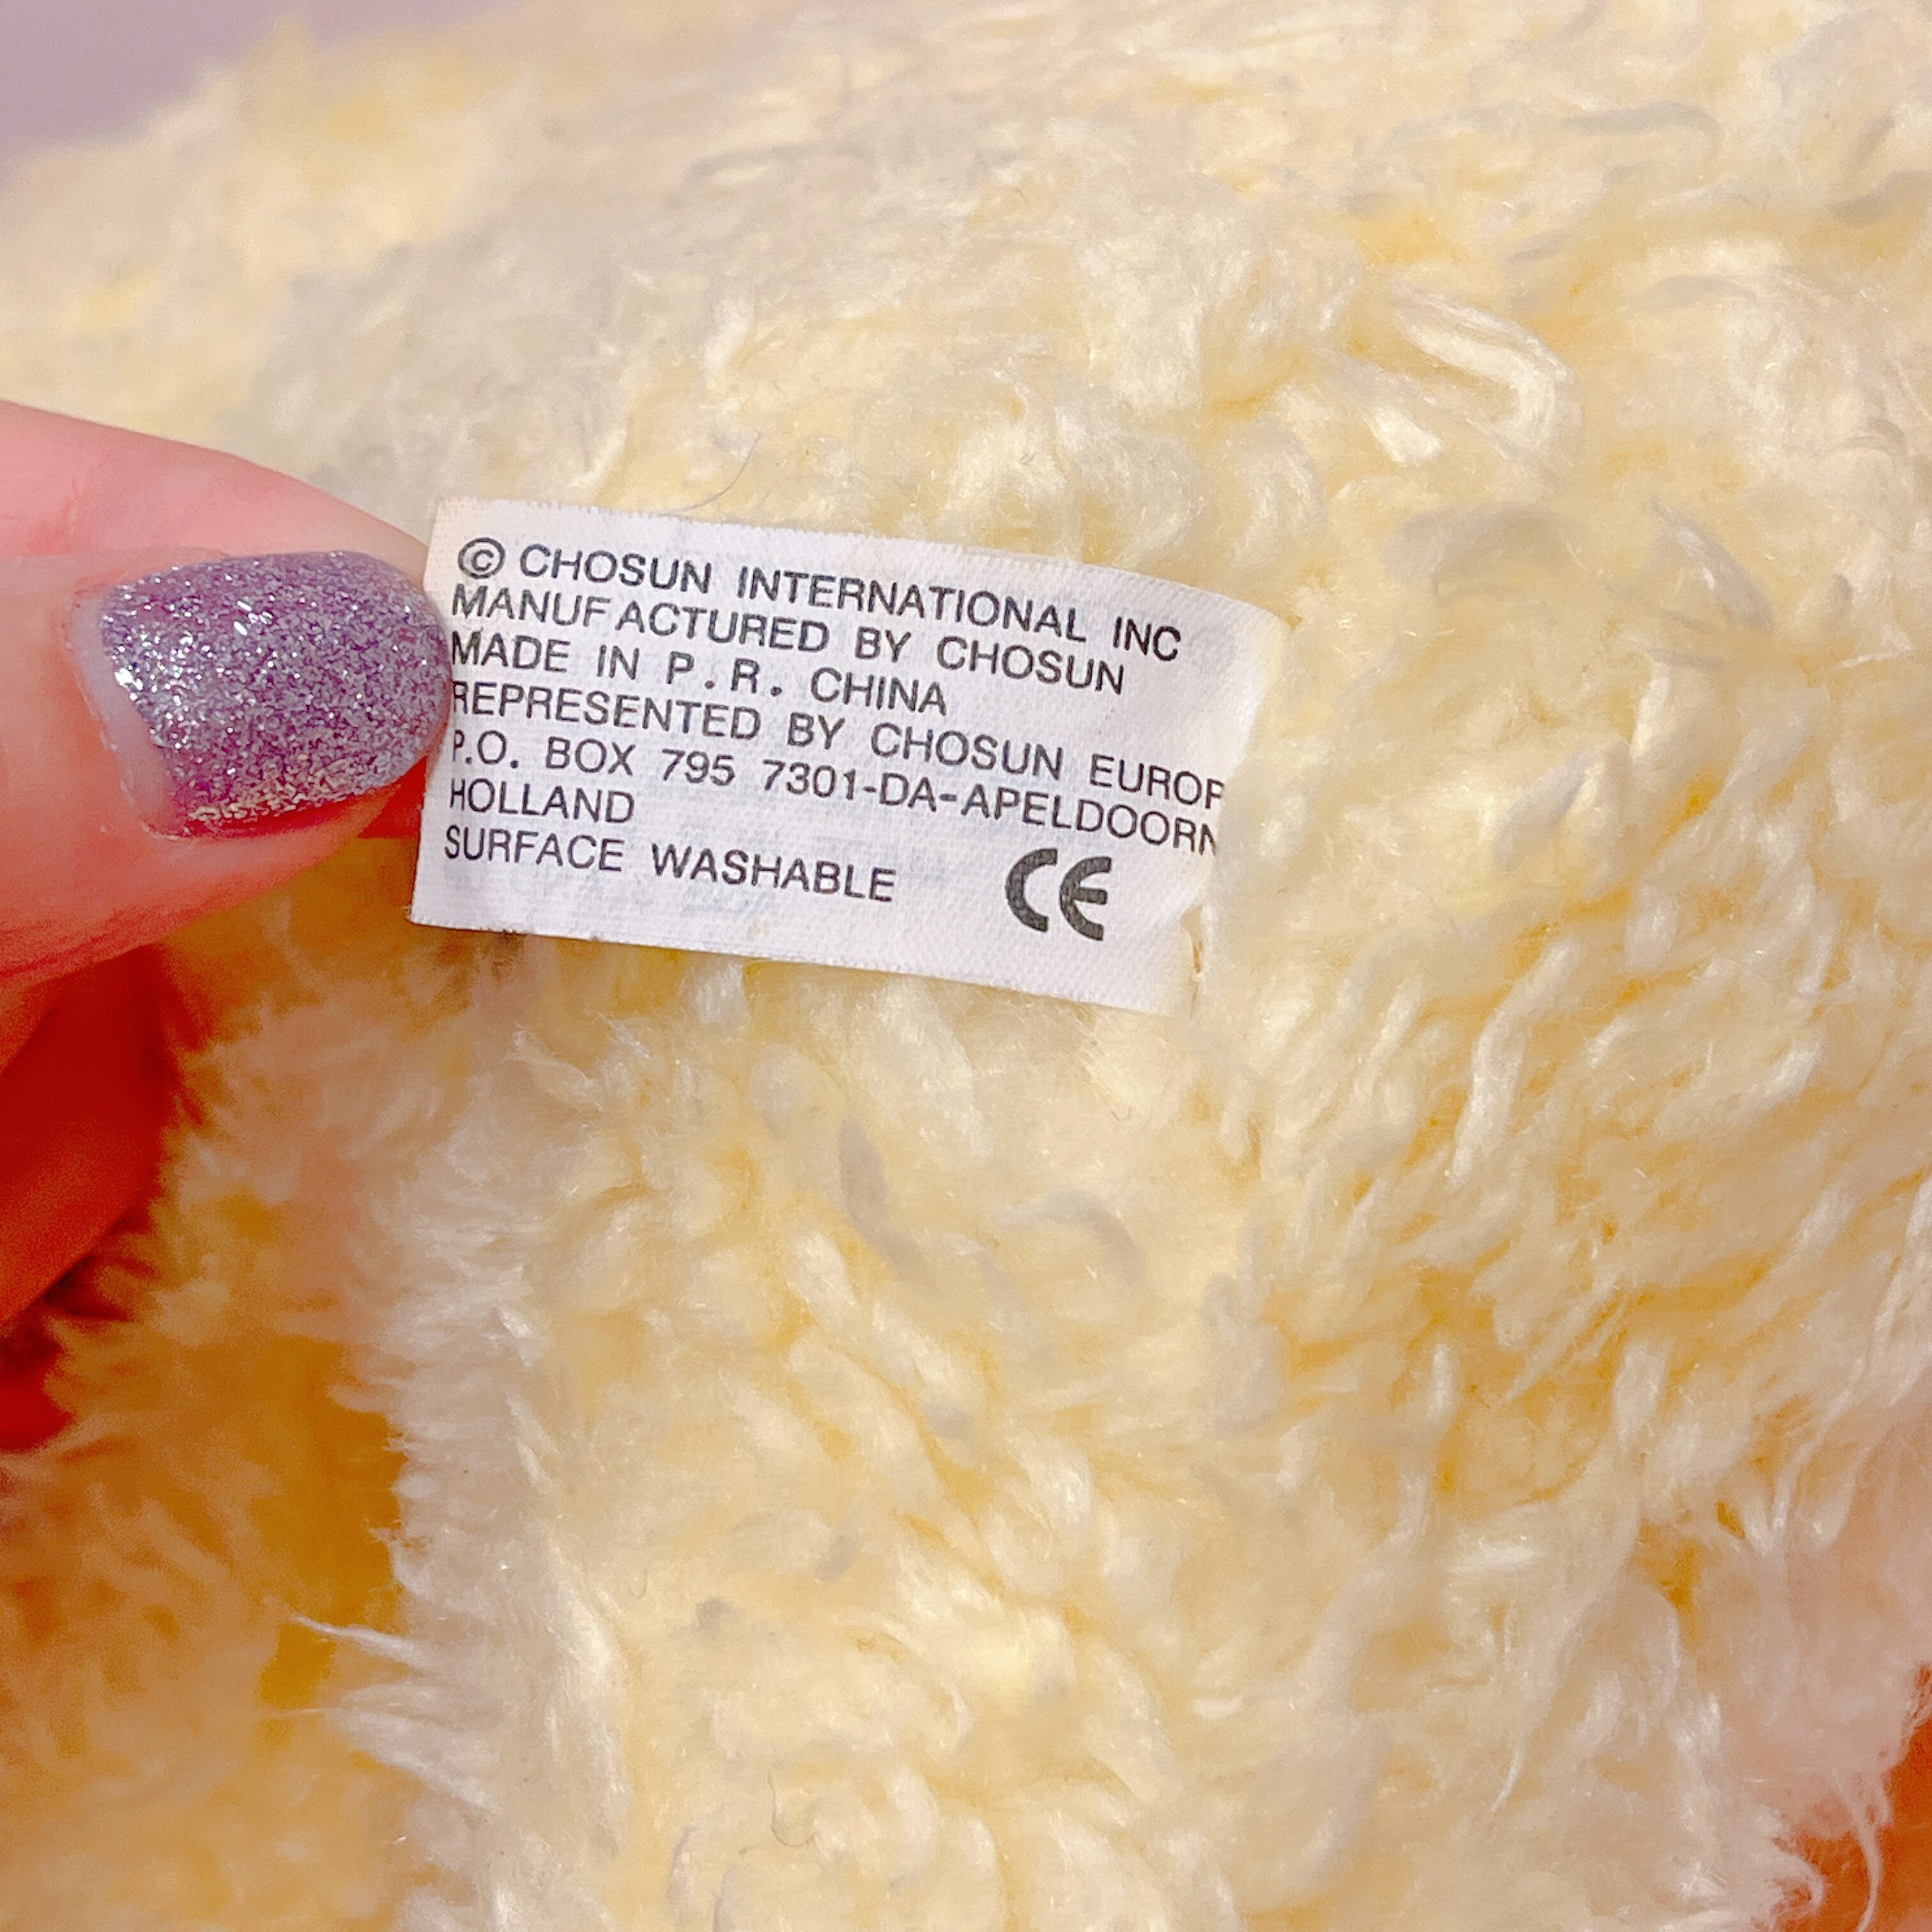 © CHOSUN INTERNATIONAL INC
MANUFACTURED BY CHOSUN
MADE IN P.R. CHINA
REPRESENTED BY CHOSUN EUROP
P.O. BOX 795 7301-DA-APELDOORN
HOLLAND
SURFACE WASHABLE CE